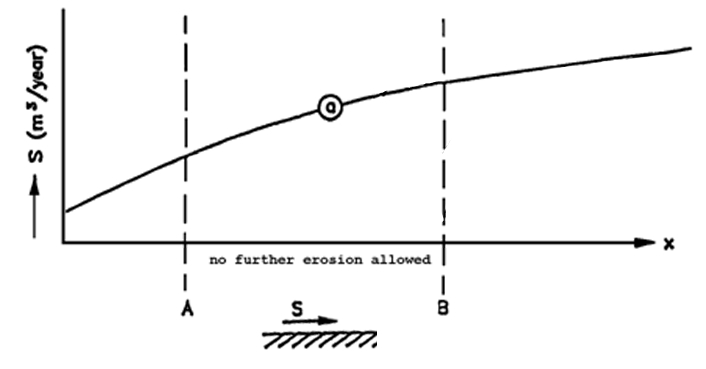 S (m³/year)
a
x
no further erosion allowed
A
B
S